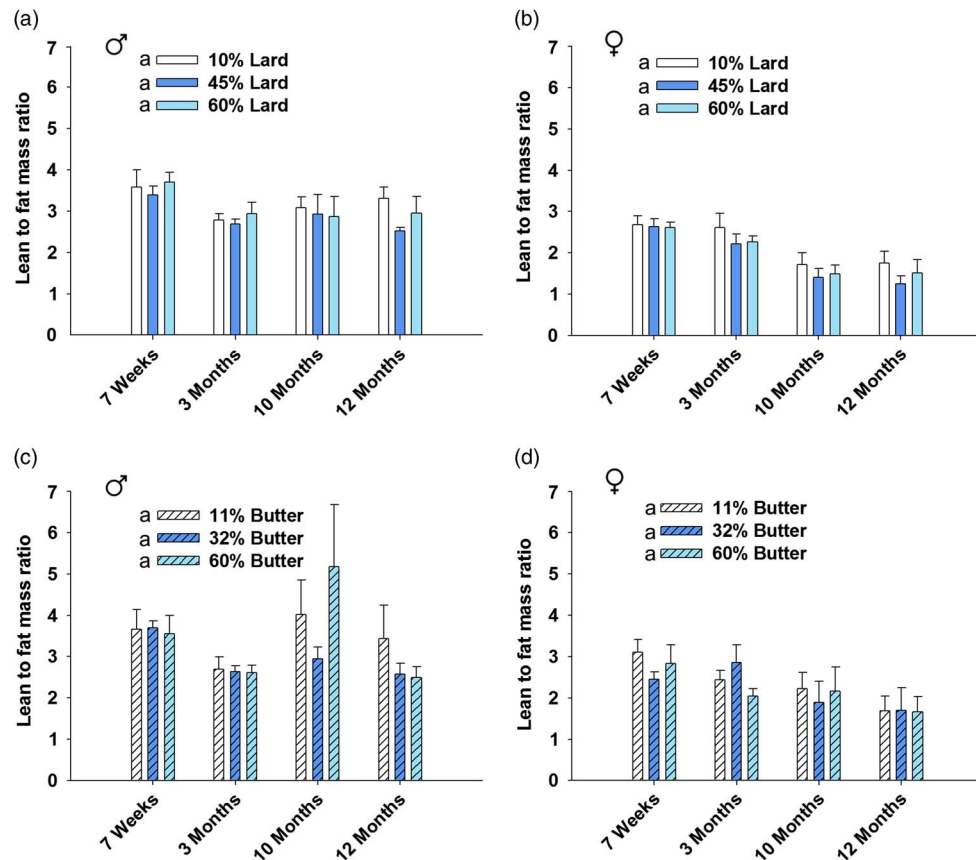 (a)
♂
a 10% Lard
a 45% Lard
a 60% Lard
Lean to fat mass ratio
7
6
5
4
3
2
1
0
7 Weeks
3 Months
10 Months
12 Months
(b)
♀
a 10% Lard
a 45% Lard
a 60% Lard
Lean to fat mass ratio
7
6
5
4
3
2
1
0
7 Weeks
3 Months
10 Months
12 Months
(c)
♂
a 11% Butter
a 32% Butter
a 60% Butter
Lean to fat mass ratio
7
6
5
4
3
2
1
0
7 Weeks
3 Months
10 Months
12 Months
(d)
♀
a 11% Butter
a 32% Butter
a 60% Butter
Lean to fat mass ratio
7
6
5
4
3
2
1
0
7 Weeks
3 Months
10 Months
12 Months